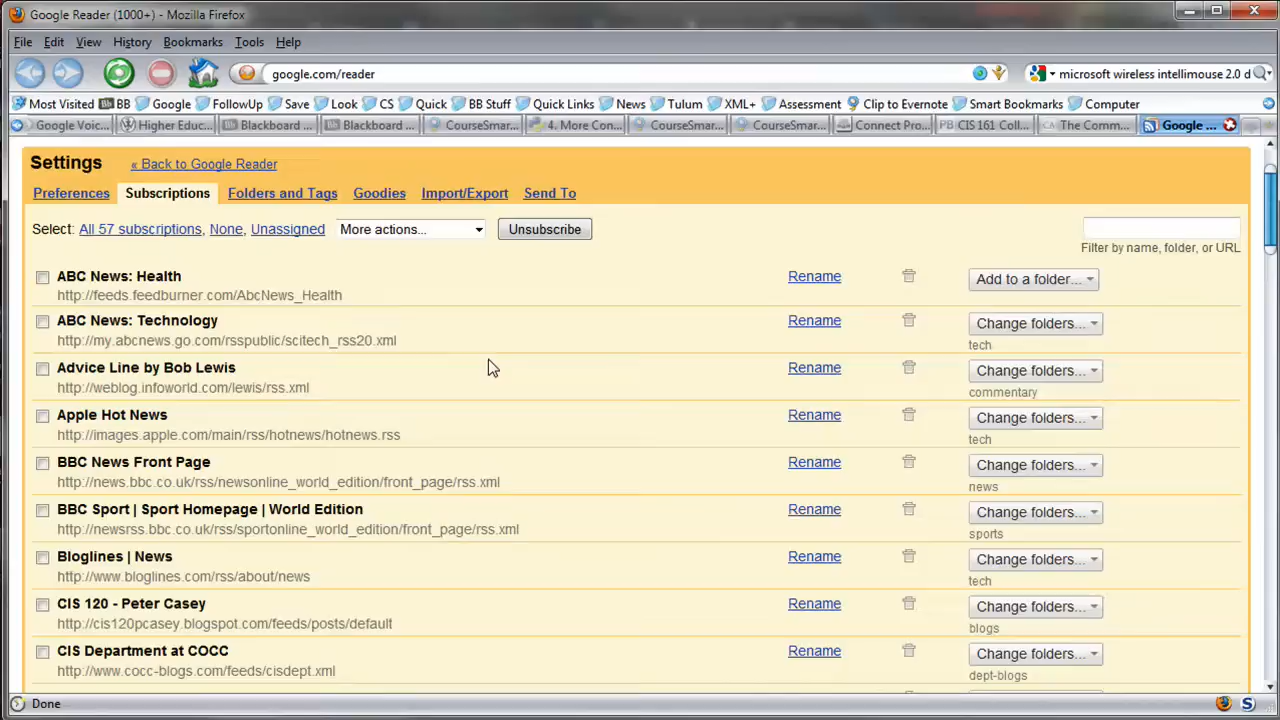 Google Reader (1000+) - Mozilla Firefox
File Edit View History Bookmarks Tools Help
google.com/reader
microsoft wireless intellimouse 2.0 d
Most Visited BB Google FollowUp Save Look CS Quick BB Stuff Quick Links News Tulum XML+ Assessment Clip to Evernote Smart Bookmarks Computer
Google Voic... Higher Educ... Blackboard ... Blackboard ... CourseSmar... 4. More Con... CourseSmar... CourseSmar... Connect Pro... CIS 161 Coll... The Comm... Google ...
Settings « Back to Google Reader
Preferences Subscriptions Folders and Tags Goodies Import/Export Send To
Select: All 57 subscriptions, None, Unassigned More actions... Unsubscribe
Filter by name, folder, or URL
ABC News: Health Rename Add to a folder...
http://feeds.feedburner.com/AbcNews_Health
ABC News: Technology Rename Change folders...
http://my.abcnews.go.com/rsspublic/scitech_rss20.xml tech
Advice Line by Bob Lewis Rename Change folders...
http://weblog.infoworld.com/lewis/rss.xml commentary
Apple Hot News Rename Change folders...
http://images.apple.com/main/rss/hotnews/hotnews.rss tech
BBC News Front Page Rename Change folders...
http://news.bbc.co.uk/rss/newsonline_world_edition/front_page/rss.xml news
BBC Sport | Sport Homepage | World Edition Rename Change folders...
http://newsrss.bbc.co.uk/rss/sportonline_world_edition/front_page/rss.xml sports
Bloglines | News Rename Change folders...
http://www.bloglines.com/rss/about/news tech
CIS 120 - Peter Casey Rename Change folders...
http://cis120pcasey.blogspot.com/feeds/posts/default blogs
CIS Department at COCC Rename Change folders...
http://www.cocc-blogs.com/feeds/cisdept.xml dept-blogs
Done